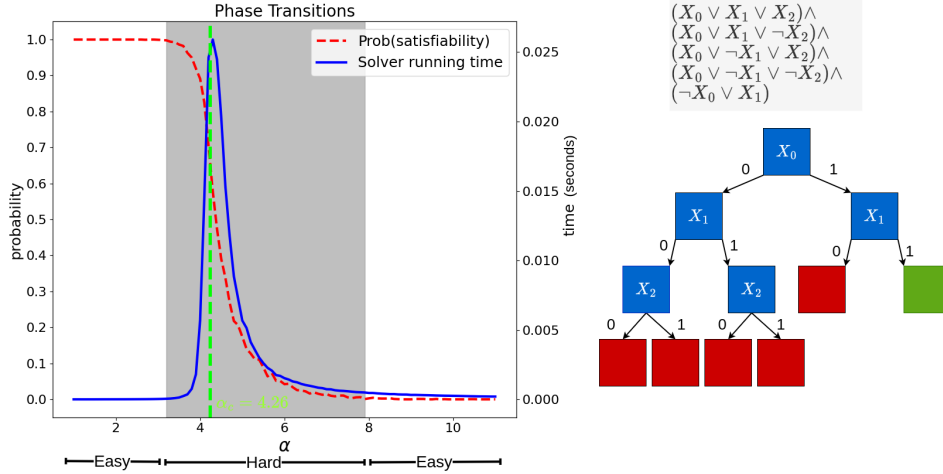 Phase Transitions
Prob(satisfiability)
Solver running time
1.0
0.9
0.8
0.7
0.6
0.5
0.4
0.3
0.2
0.1
0.0
probability
0.025
0.020
0.015
0.010
0.005
0.000
time (seconds)
2
4
6
8
10
α
= 4.26
Easy
Hard
Easy
(X₀ ∨ X₁ ∨ X₂)∧
(X₀ ∨ X₁ ∨ ¬X₂)∧
(X₀ ∨ ¬X₁ ∨ X₂)∧
(X₀ ∨ ¬X₁ ∨ ¬X₂)∧
(¬X₀ ∨ X₁)
X₀
0 1
X₁ X₁
0 1 0 1
X₂ X₂
0 1 0 1